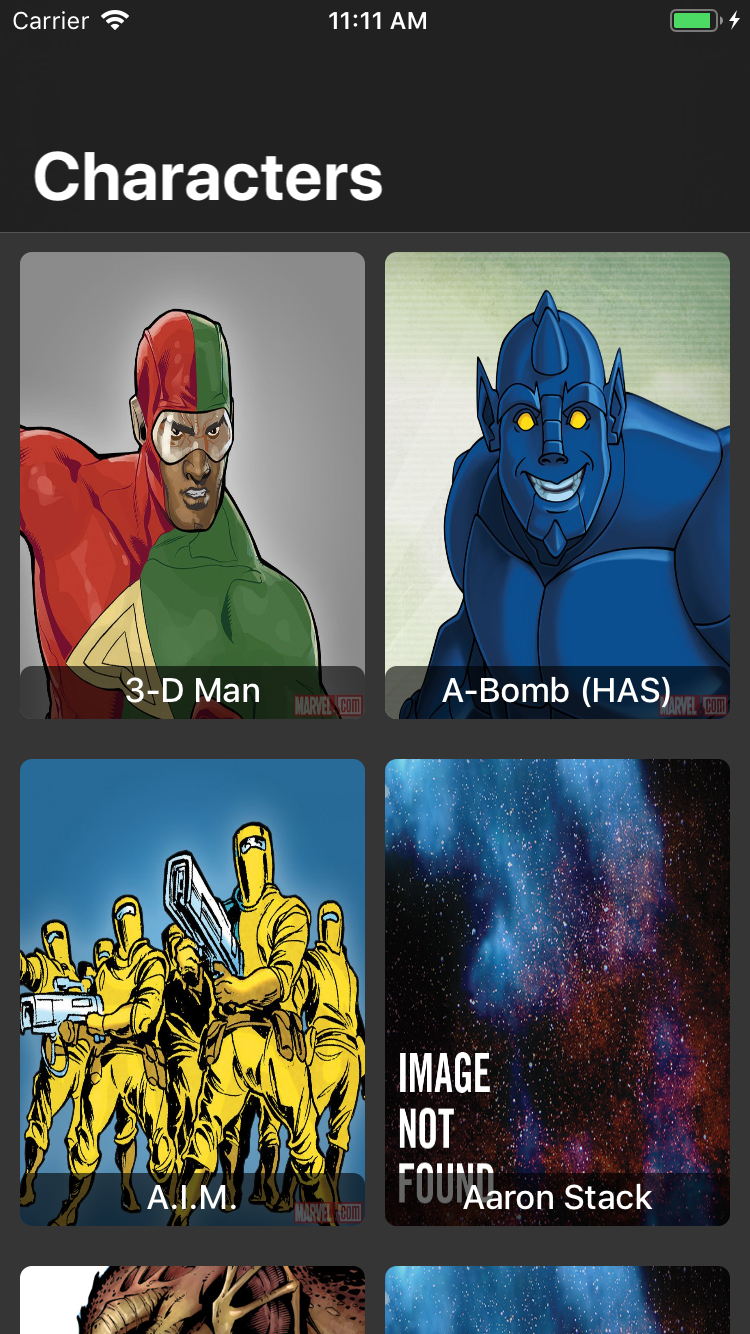 Carrier 11:11 AM
Characters
3-D Man
MARVEL.COM
A-Bomb (HAS)
MARVEL.COM
A.I.M.
MARVEL.COM
IMAGE
NOT
FOUND
Aaron Stack